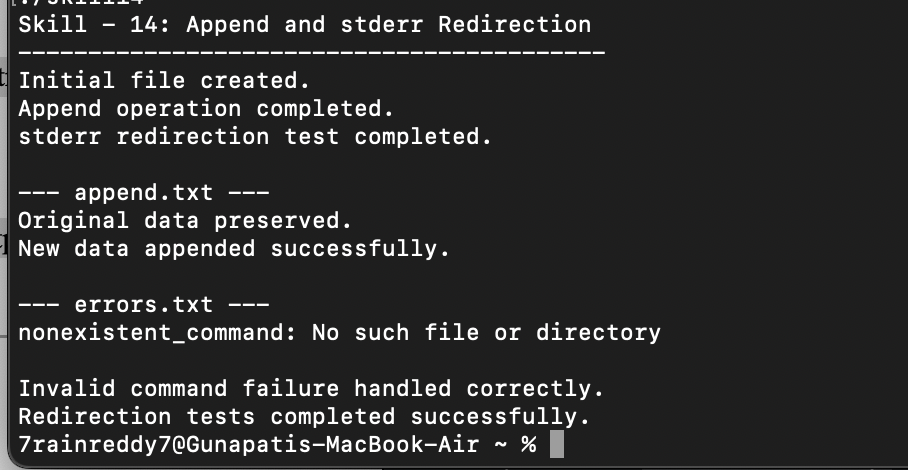 ./skill14
Skill - 14: Append and stderr Redirection
------------------------------------------
Initial file created.
Append operation completed.
stderr redirection test completed.

--- append.txt ---
Original data preserved.
New data appended successfully.

--- errors.txt ---
nonexistent_command: No such file or directory

Invalid command failure handled correctly.
Redirection tests completed successfully.
7rainreddy7@Gunapatis-MacBook-Air ~ %